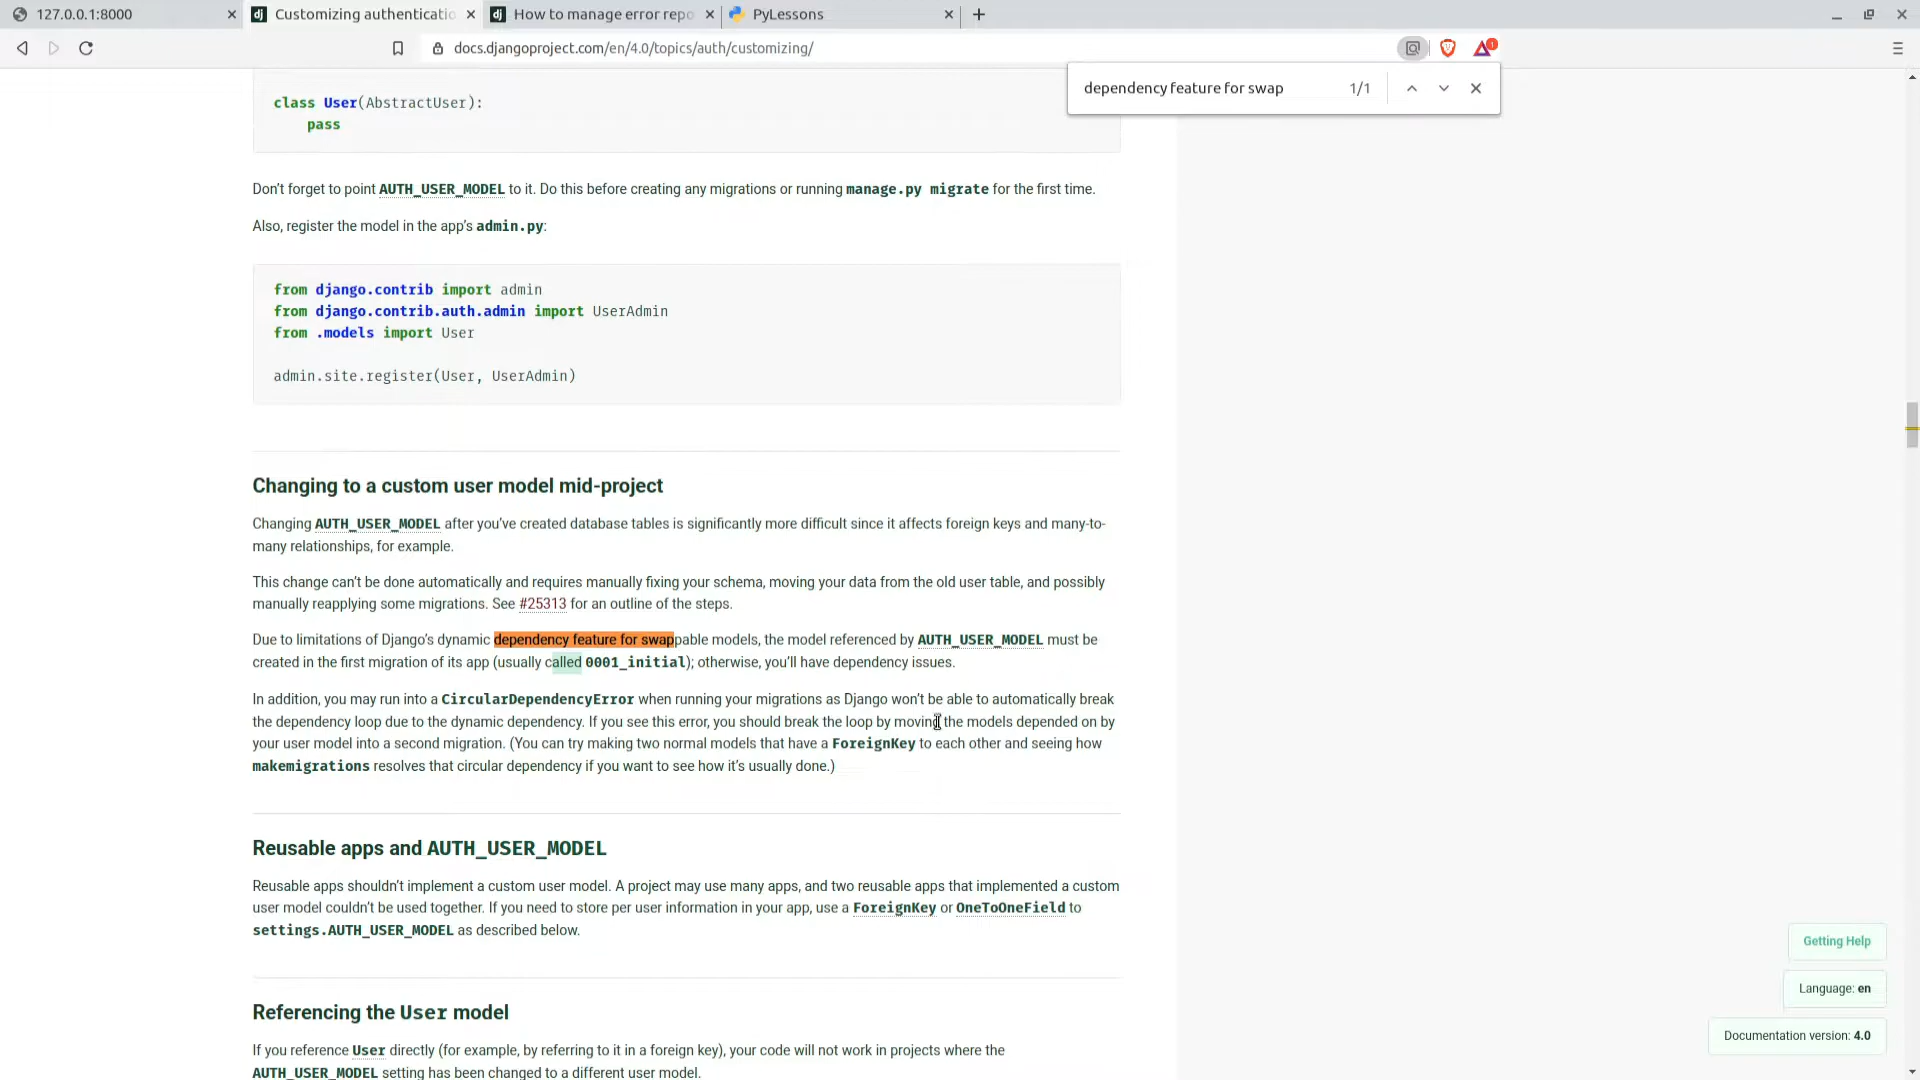 127.0.0.1:8000
Customizing authenticatio
How to manage error repo
PyLessons
docs.djangoproject.com/en/4.0/topics/auth/customizing/
1
dependency feature for swap 1/1
class User(AbstractUser):
    pass
Don’t forget to point AUTH_USER_MODEL to it. Do this before creating any migrations or running manage.py migrate for the first time.
Also, register the model in the app’s admin.py:
from django.contrib import admin
from django.contrib.auth.admin import UserAdmin
from .models import User
admin.site.register(User, UserAdmin)
Changing to a custom user model mid-project
Changing AUTH_USER_MODEL after you’ve created database tables is significantly more difficult since it affects foreign keys and many-to-
many relationships, for example.
This change can’t be done automatically and requires manually fixing your schema, moving your data from the old user table, and possibly
manually reapplying some migrations. See #25313 for an outline of the steps.
Due to limitations of Django’s dynamic dependency feature for swappable models, the model referenced by AUTH_USER_MODEL must be
created in the first migration of its app (usually called 0001_initial); otherwise, you’ll have dependency issues.
In addition, you may run into a CircularDependencyError when running your migrations as Django won’t be able to automatically break
the dependency loop due to the dynamic dependency. If you see this error, you should break the loop by moving the models depended on by
your user model into a second migration. (You can try making two normal models that have a ForeignKey to each other and seeing how
makemigrations resolves that circular dependency if you want to see how it’s usually done.)
Reusable apps and AUTH_USER_MODEL
Reusable apps shouldn’t implement a custom user model. A project may use many apps, and two reusable apps that implemented a custom
user model couldn’t be used together. If you need to store per user information in your app, use a ForeignKey or OneToOneField to
settings.AUTH_USER_MODEL as described below.
Referencing the User model
If you reference User directly (for example, by referring to it in a foreign key), your code will not work in projects where the
AUTH_USER_MODEL setting has been changed to a different user model.
Getting Help
Language: en
Documentation version: 4.0